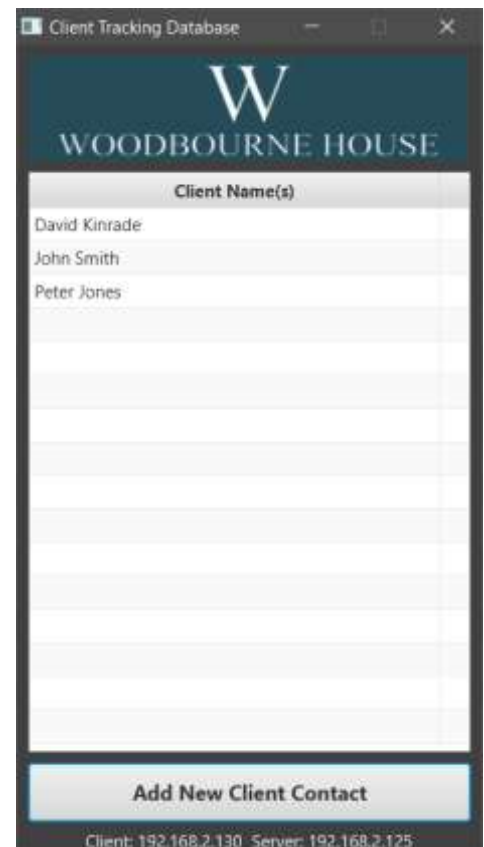 Client Tracking Database
W
WOODBOURNE HOUSE
Client Name(s)
David Kinrade
John Smith
Peter Jones
Add New Client Contact
Client: 192.168.2.130 Server: 192.168.2.125